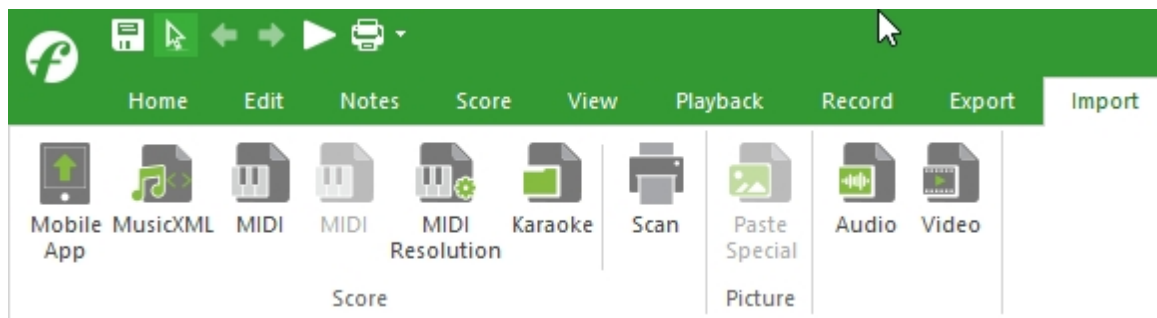 Home Edit Notes Score View Playback Record Export Import
Mobile App MusicXML MIDI MIDI MIDI Resolution Karaoke Scan Paste Special Audio Video
Score Picture